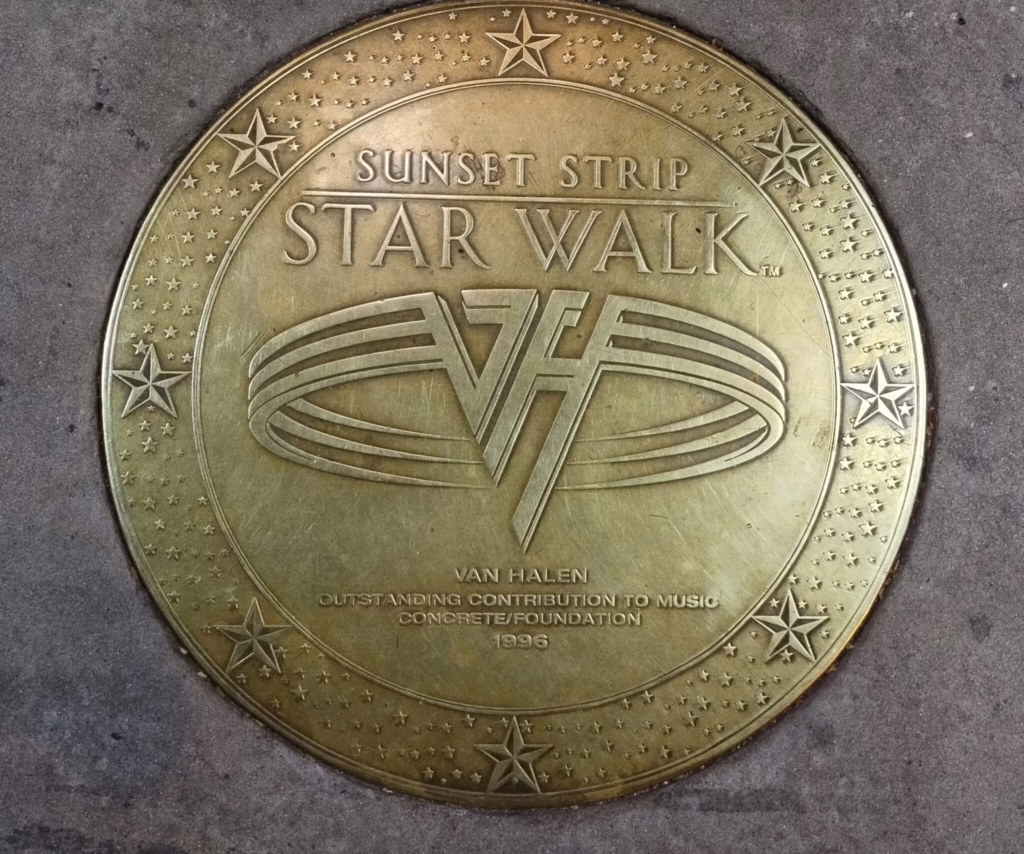 SUNSET STRIP
STAR WALK™
VH
VAN HALEN
OUTSTANDING CONTRIBUTION TO MUSIC
CONCRETE/FOUNDATION
1996